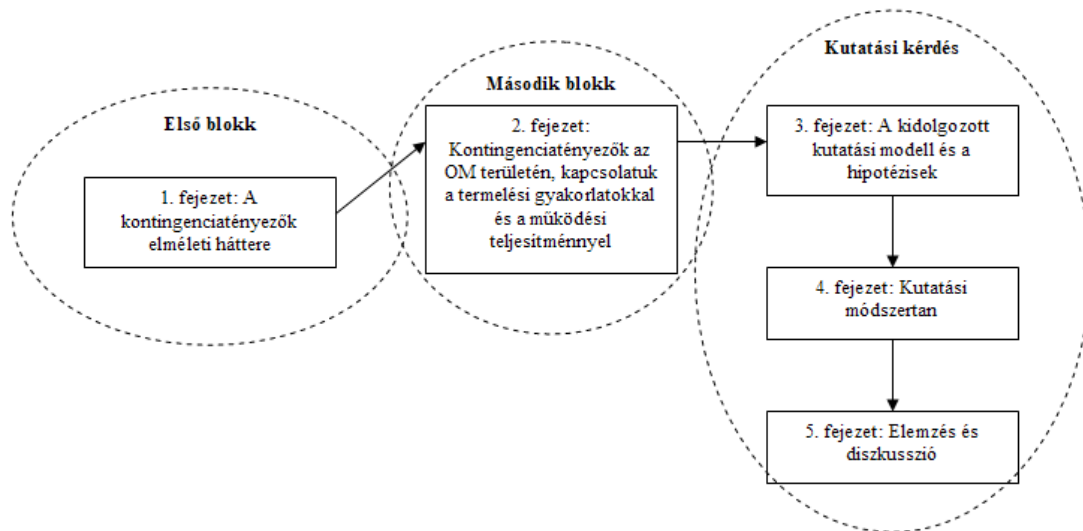 Első blokk
1. fejezet: A
kontingenciatényezők
elméleti háttere
Második blokk
2. fejezet:
Kontingenciatényezők az
OM területén, kapcsolatuk
a termelési gyakorlatokkal
és a működési
teljesítménnyel
Kutatási kérdés
3. fejezet: A kidolgozott
kutatási modell és a
hipotézisek
4. fejezet: Kutatási
módszertan
5. fejezet: Elemzés és
diszkusszió